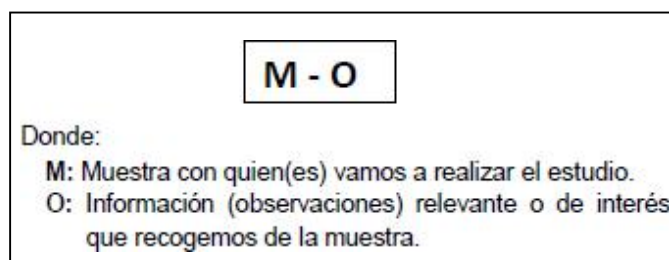 M - O
Donde:
M: Muestra con quien(es) vamos a realizar el estudio.
O: Información (observaciones) relevante o de interés
que recogemos de la muestra.